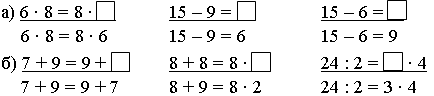 а) 6 · 8 = 8 · □ 15 – 9 = □ 15 – 6 = □
6 · 8 = 8 · 6 15 – 9 = 6 15 – 6 = 9
б) 7 + 9 = 9 + □ 8 + 8 = 8 · □ 24 : 2 = □ · 4
7 + 9 = 9 + 7 8 + 9 = 8 · 2 24 : 2 = 3 · 4